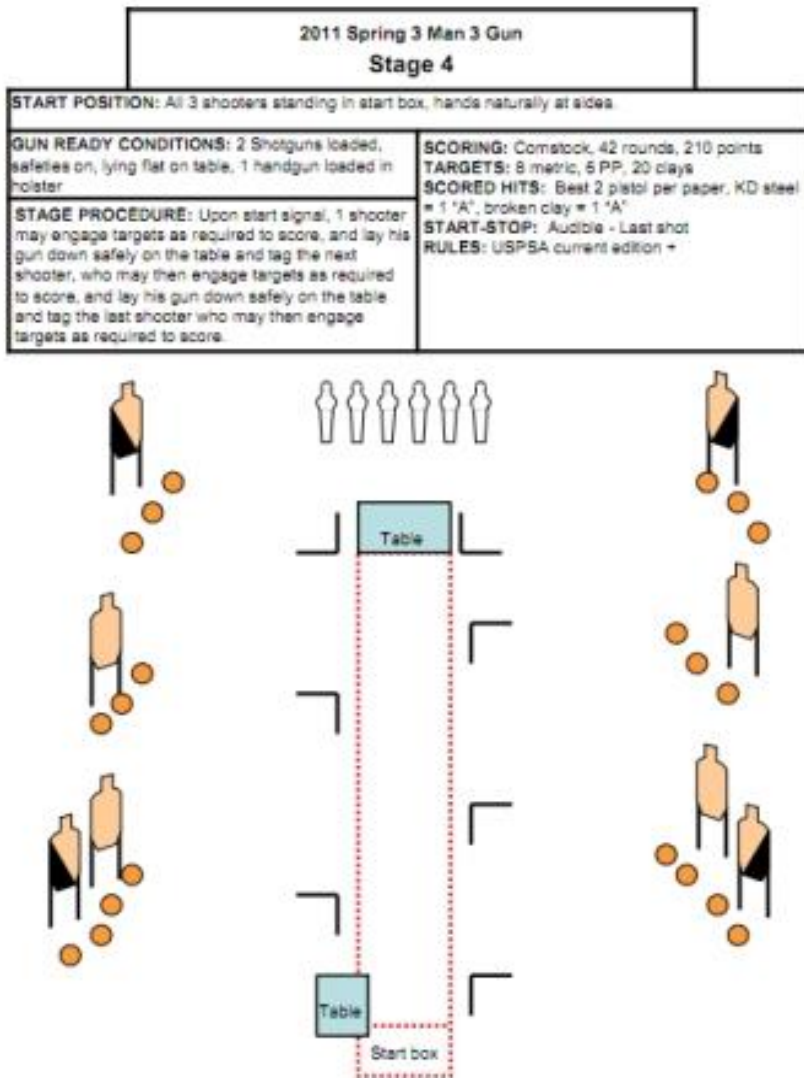 2011 Spring 3 Man 3 Gun
Stage 4
START POSITION: All 3 shooters standing in start box, hands naturally at sides.
GUN READY CONDITIONS: 2 Shotguns loaded,
safeties on, lying flat on table, 1 handgun loaded in
holster
STAGE PROCEDURE: Upon start signal, 1 shooter
may engage targets as required to score, and lay his
gun down safely on the table and tag the next
shooter, who may then engage targets as required
to score, and lay his gun down safely on the table
and tag the last shooter who may then engage
targets as required to score.
SCORING: Comstock, 42 rounds, 210 points
TARGETS: 8 metric, 6 PP, 20 clays
SCORED HITS: Best 2 pistol per paper, KD steel
= 1 "A", broken clay = 1 "A"
START-STOP: Audible - Last shot
RULES: USPSA current edition +
Table
Table
Start box